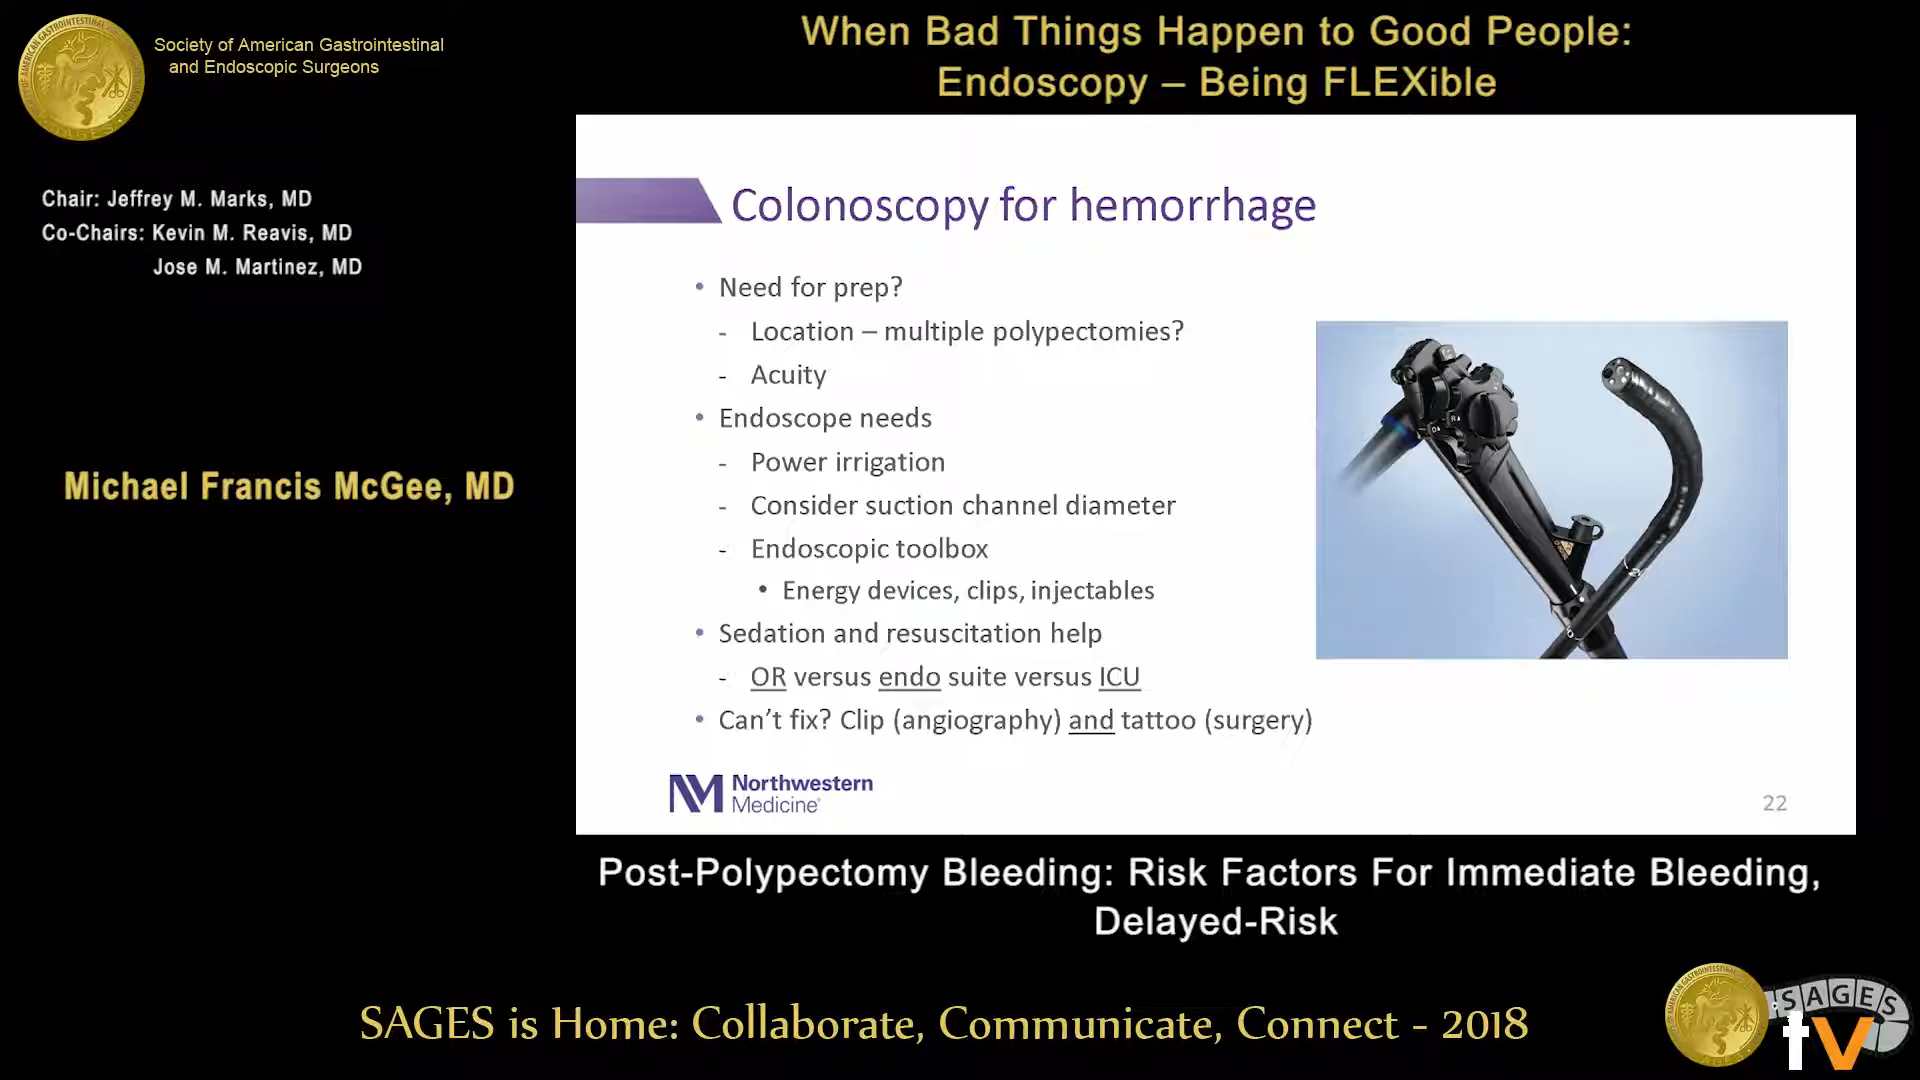 Society of American Gastrointestinal
and Endoscopic Surgeons
When Bad Things Happen to Good People:
Endoscopy – Being FLEXible
Chair: Jeffrey M. Marks, MD
Co-Chairs: Kevin M. Reavis, MD
Jose M. Martinez, MD
Michael Francis McGee, MD
Colonoscopy for hemorrhage
• Need for prep?
- Location – multiple polypectomies?
- Acuity
• Endoscope needs
- Power irrigation
- Consider suction channel diameter
- Endoscopic toolbox
• Energy devices, clips, injectables
• Sedation and resuscitation help
- OR versus endo suite versus ICU
• Can't fix? Clip (angiography) and tattoo (surgery)
Northwestern
Medicine
22
Post-Polypectomy Bleeding: Risk Factors For Immediate Bleeding,
Delayed-Risk
SAGES is Home: Collaborate, Communicate, Connect - 2018
SAGES
tv